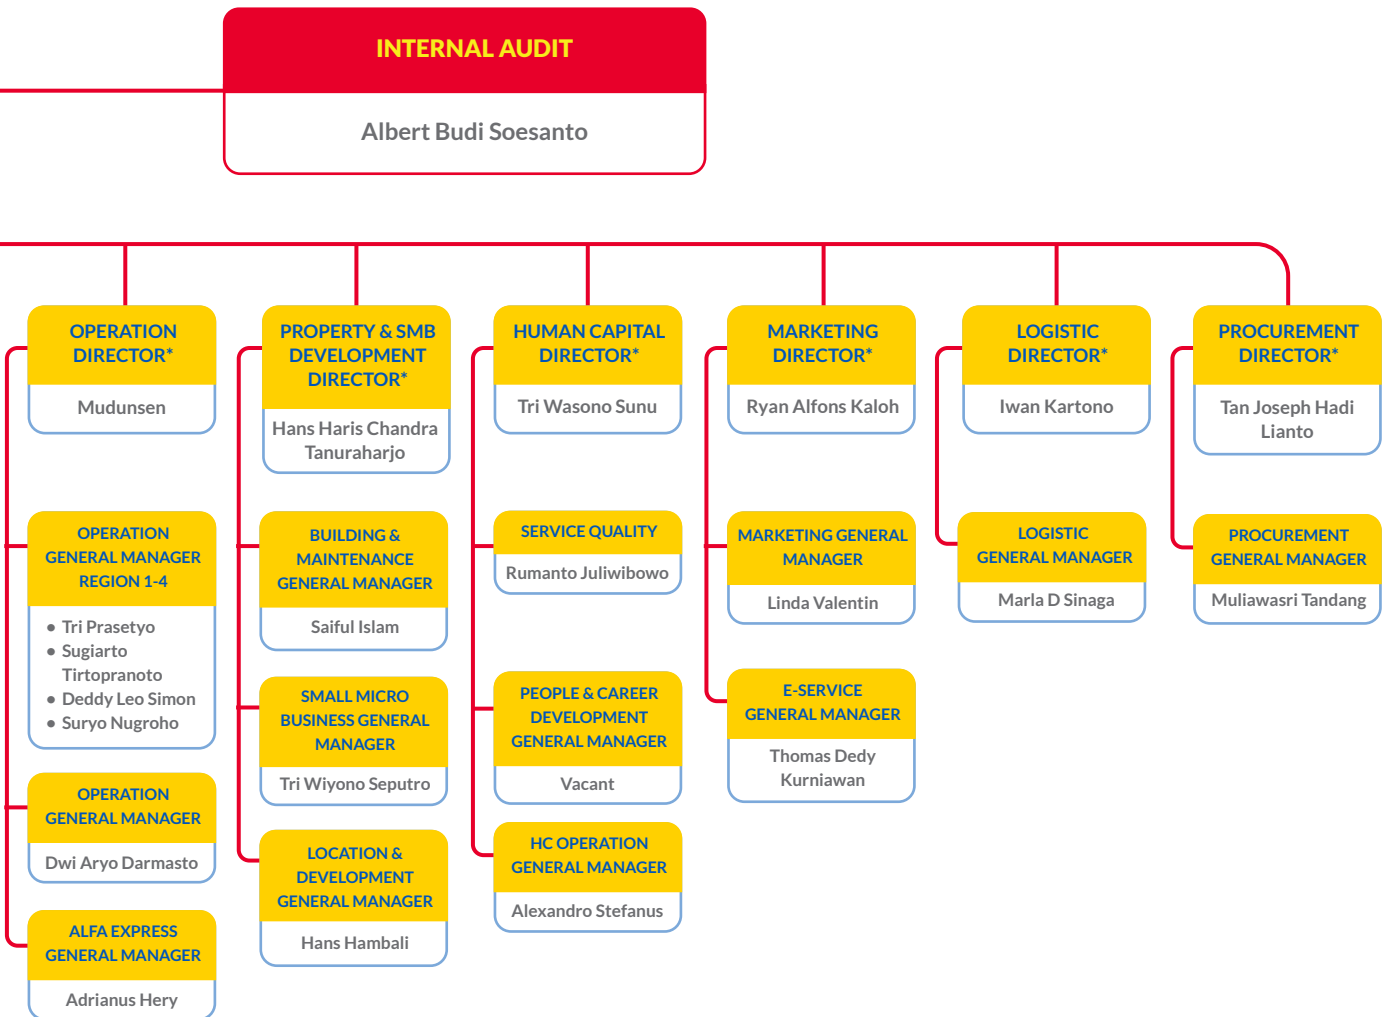 INTERNAL AUDIT
Albert Budi Soesanto
OPERATION
DIRECTOR*
Mudunsen
OPERATION
GENERAL MANAGER
REGION 1-4
• Tri Prasetyo
• Sugiarto
Tirtopranoto
• Deddy Leo Simon
• Suryo Nugroho
OPERATION
GENERAL MANAGER
Dwi Aryo Darmasto
ALFA EXPRESS
GENERAL MANAGER
Adrianus Hery
PROPERTY & SMB
DEVELOPMENT
DIRECTOR*
Hans Haris Chandra
Tanuraharjo
BUILDING &
MAINTENANCE
GENERAL MANAGER
Saiful Islam
SMALL MICRO
BUSINESS GENERAL
MANAGER
Tri Wiyono Seputro
LOCATION &
DEVELOPMENT
GENERAL MANAGER
Hans Hambali
HUMAN CAPITAL
DIRECTOR*
Tri Wasono Sunu
SERVICE QUALITY
Rumanto Juliwibowo
PEOPLE & CAREER
DEVELOPMENT
GENERAL MANAGER
Vacant
HC OPERATION
GENERAL MANAGER
Alexandro Stefanus
MARKETING
DIRECTOR*
Ryan Alfons Kaloh
MARKETING GENERAL
MANAGER
Linda Valentin
E-SERVICE
GENERAL MANAGER
Thomas Dedy
Kurniawan
LOGISTIC
DIRECTOR*
Iwan Kartono
LOGISTIC
GENERAL MANAGER
Marla D Sinaga
PROCUREMENT
DIRECTOR*
Tan Joseph Hadi
Lianto
PROCUREMENT
GENERAL MANAGER
Muliawasri Tandang